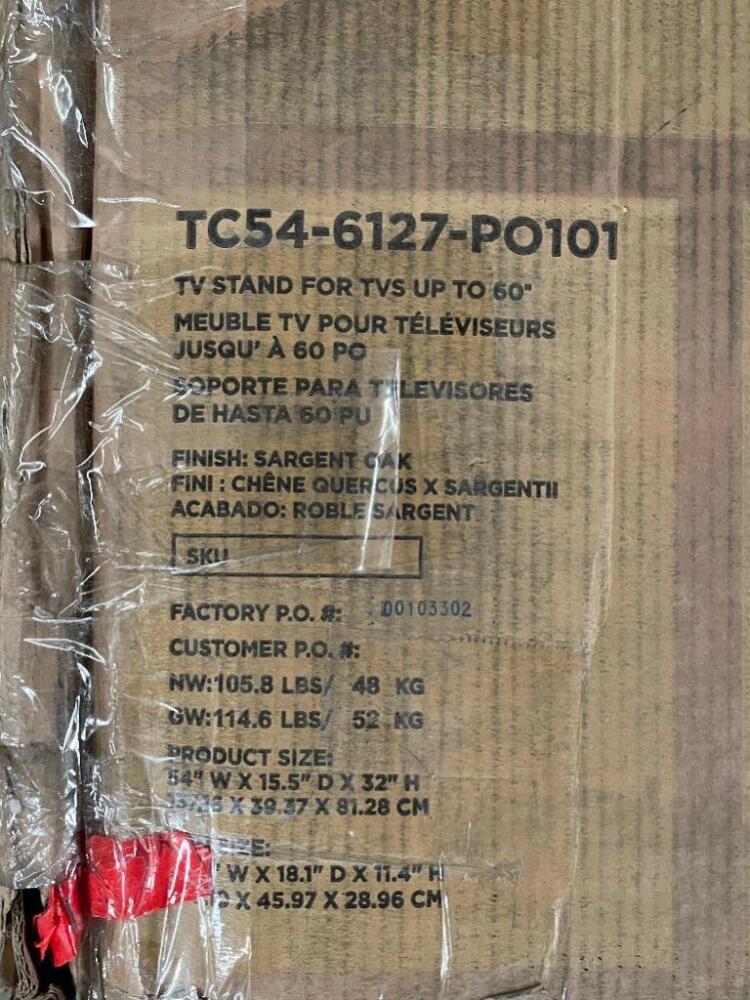 TC54-6127-PO101
TV STAND FOR TVS UP TO 60"
MEUBLE TV POUR TÉLÉVISEURS
JUSQU' À 60 PO
SOPORTE PARA TELEVISORES
DE HASTA 60 PU
FINISH: SARGENT OAK
FINI : CHÊNE QUERCUS X SARGENTII
ACABADO: ROBLE SARGENT
SKU
FACTORY P.O. #: 00103302
CUSTOMER P.O. #:
NW:105.8 LBS/ 48 KG
GW:114.6 LBS/ 52 KG
PRODUCT SIZE:
54" W X 15.5" D X 32" H
X 39.37 X 81.28 CM
SIZE:
W X 18.1" D X 11.4" H
X 45.97 X 28.96 CM